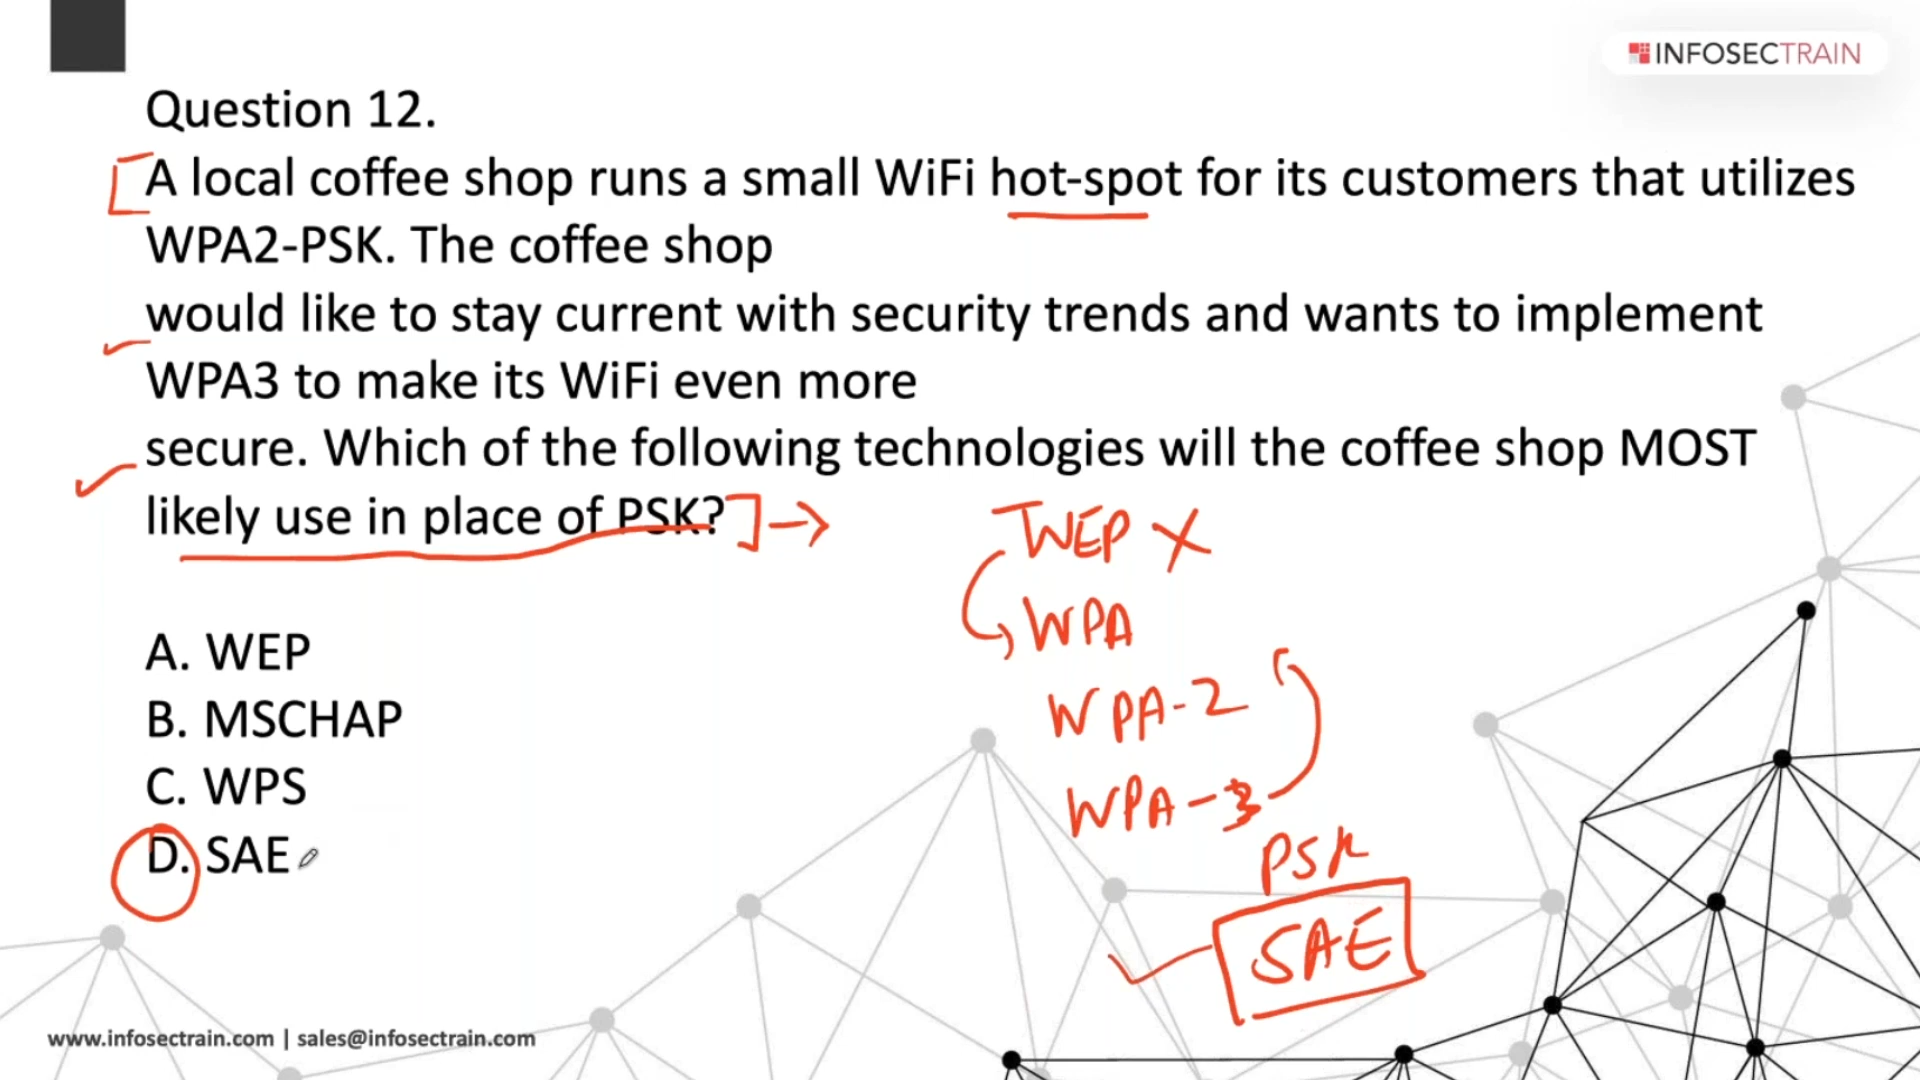 INFOSECTRAIN
Question 12.
A local coffee shop runs a small WiFi hot-spot for its customers that utilizes
WPA2-PSK. The coffee shop
would like to stay current with security trends and wants to implement
WPA3 to make its WiFi even more
secure. Which of the following technologies will the coffee shop MOST
likely use in place of PSK?
WEP
WPA
A. WEP
B. MSCHAP
WPA-2
C. WPS
WPA-3
D. SAE
PSK
SAE
www.infosectrain.com | sales@infosectrain.com